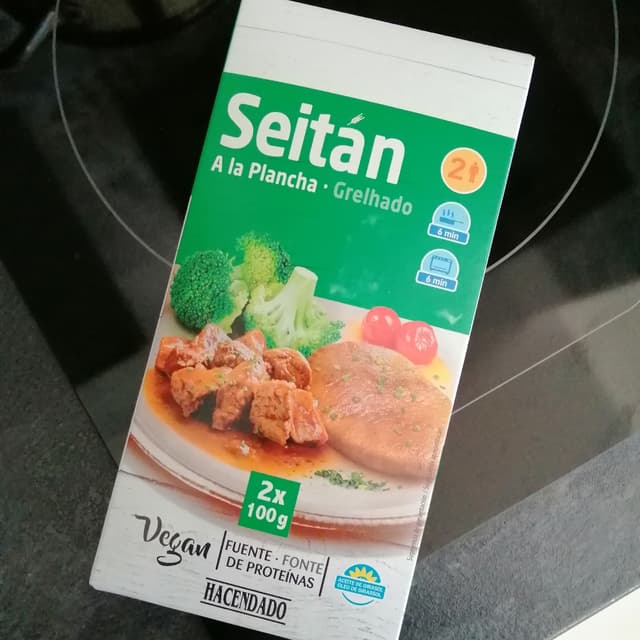 Seitán
A la Plancha · Grelhado
2
6 min
6 min
2x
100g
Vegan
FUENTE · FONTE
DE PROTEÍNAS
HACENDADO
ACEITE DE GIRASOL
ÓLEO DE GIRASSOL